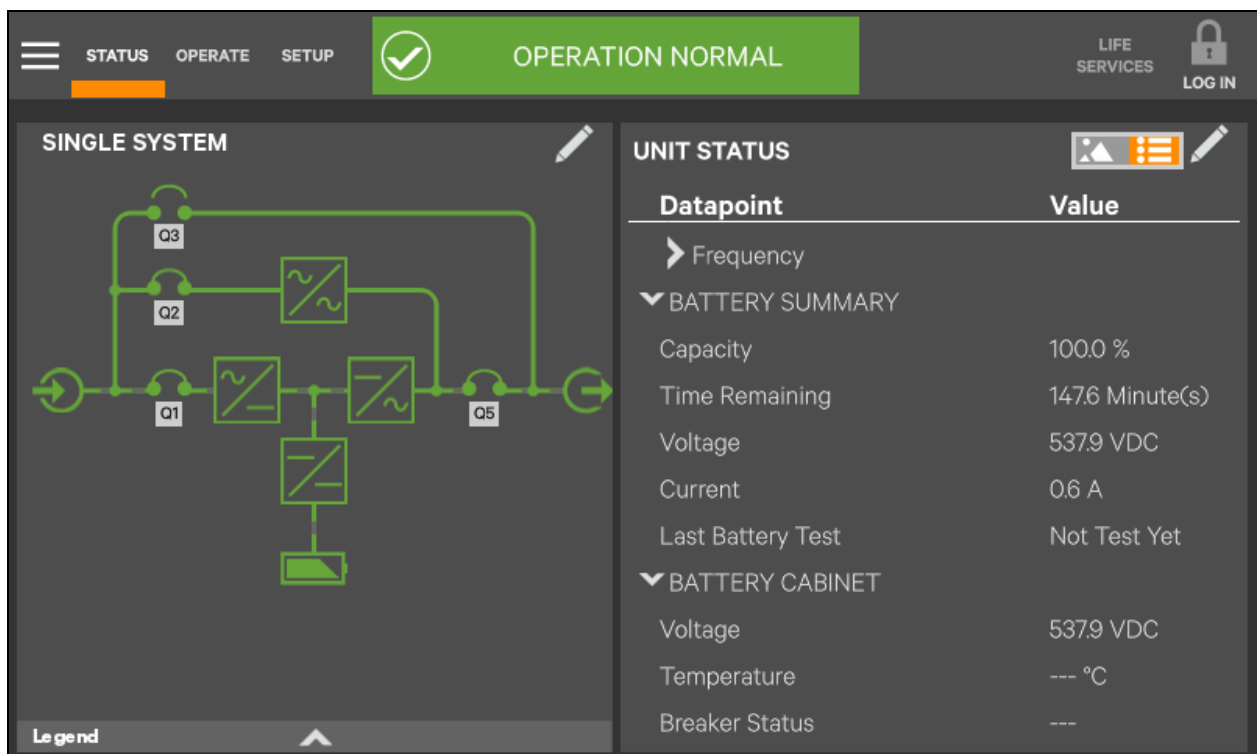 STATUS OPERATE SETUP OPERATION NORMAL LIFE SERVICES LOG IN
SINGLE SYSTEM
Q3
Q2
Q1 Q5
Legend
UNIT STATUS
Datapoint Value
Frequency
BATTERY SUMMARY
Capacity 100.0 %
Time Remaining 147.6 Minute(s)
Voltage 537.9 VDC
Current 0.6 A
Last Battery Test Not Test Yet
BATTERY CABINET
Voltage 537.9 VDC
Temperature --- °C
Breaker Status ---